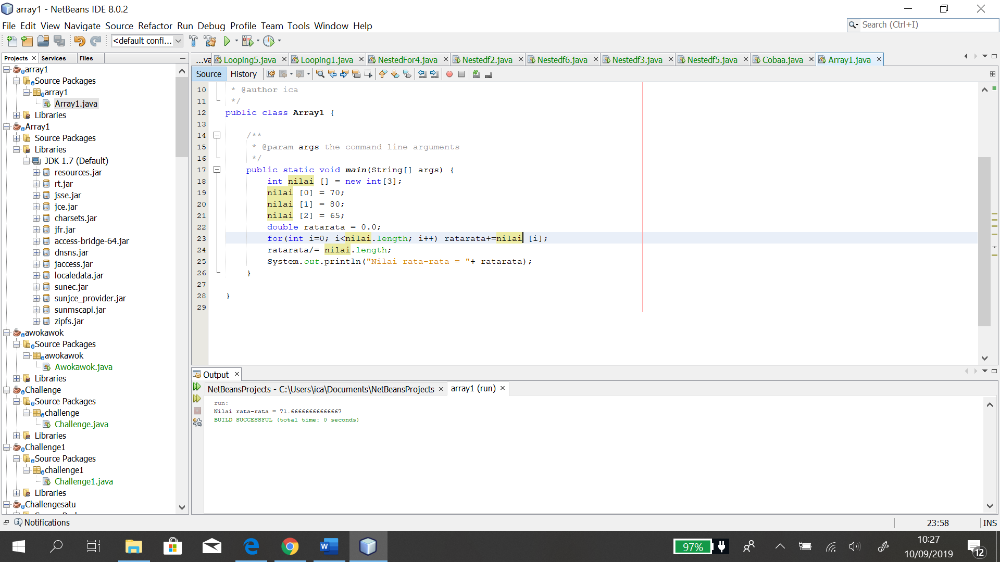 array1 - NetBeans IDE 8.0.2
File Edit View Navigate Source Refactor Run Debug Profile Team Tools Window Help
Search (Ctrl+I)
<default confi...
Projects Services Files
array1
Source Packages
array1
Array1.java
Libraries
Array1
Source Packages
Libraries
JDK 1.7 (Default)
resources.jar
rt.jar
jsse.jar
jce.jar
charsets.jar
jfr.jar
access-bridge-64.jar
dnsns.jar
jaccess.jar
localedata.jar
sunec.jar
sunjce_provider.jar
sunmscapi.jar
zipfs.jar
awokawok
Source Packages
awokawok
Awokawok.java
Libraries
Challenge
Source Packages
challenge
Challenge.java
Libraries
Challenge1
Source Packages
challenge1
Challenge1.java
Libraries
Challengesatu
...va Looping5.java Looping1.java NestedFor4.java Nestedf2.java Nestedf6.java Nestedf3.java Nestedf5.java Cobaa.java Array1.java
Source History
10 * @author ica
11 */
12 public class Array1 {
13
14 /**
15 * @param args the command line arguments
16 */
17 public static void main(String[] args) {
18 int nilai [] = new int[3];
19 nilai [0] = 70;
20 nilai [1] = 80;
21 nilai [2] = 65;
22 double ratarata = 0.0;
23 for(int i=0; i<nilai.length; i++) ratarata+=nilai [i];
24 ratarata/= nilai.length;
25 System.out.println("Nilai rata-rata = "+ ratarata);
26 }
27
28 }
29
Output
NetBeansProjects - C:\Users\ica\Documents\NetBeansProjects array1 (run)
run:
Nilai rata-rata = 71.66666666666667
BUILD SUCCESSFUL (total time: 0 seconds)
Notifications
23:58 INS
97%
10:27
10/09/2019
12